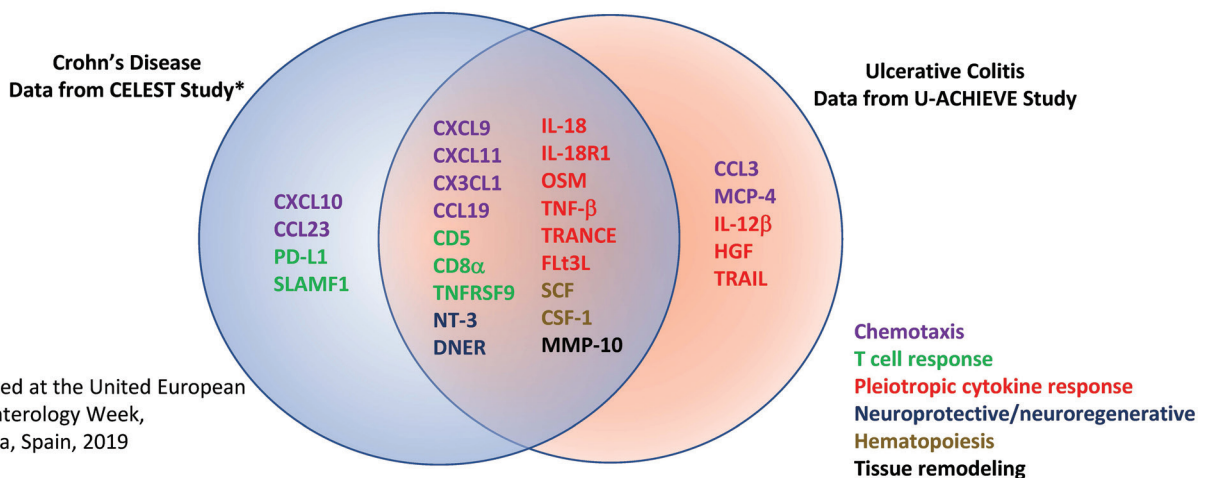 Crohn's Disease
Data from CELEST Study*
Ulcerative Colitis
Data from U-ACHIEVE Study
CXCL10
CCL23
PD-L1
SLAMF1
CXCL9
CXCL11
CX3CL1
CCL19
CD5
CD8α
TNFRSF9
NT-3
DNER
IL-18
IL-18R1
OSM
TNF-β
TRANCE
FLt3L
SCF
CSF-1
MMP-10
CCL3
MCP-4
IL-12β
HGF
TRAIL
Chemotaxis
T cell response
Pleiotropic cytokine response
Neuroprotective/neuroregenerative
Hematopoiesis
Tissue remodeling
at the United European
Week,
Spain, 2019